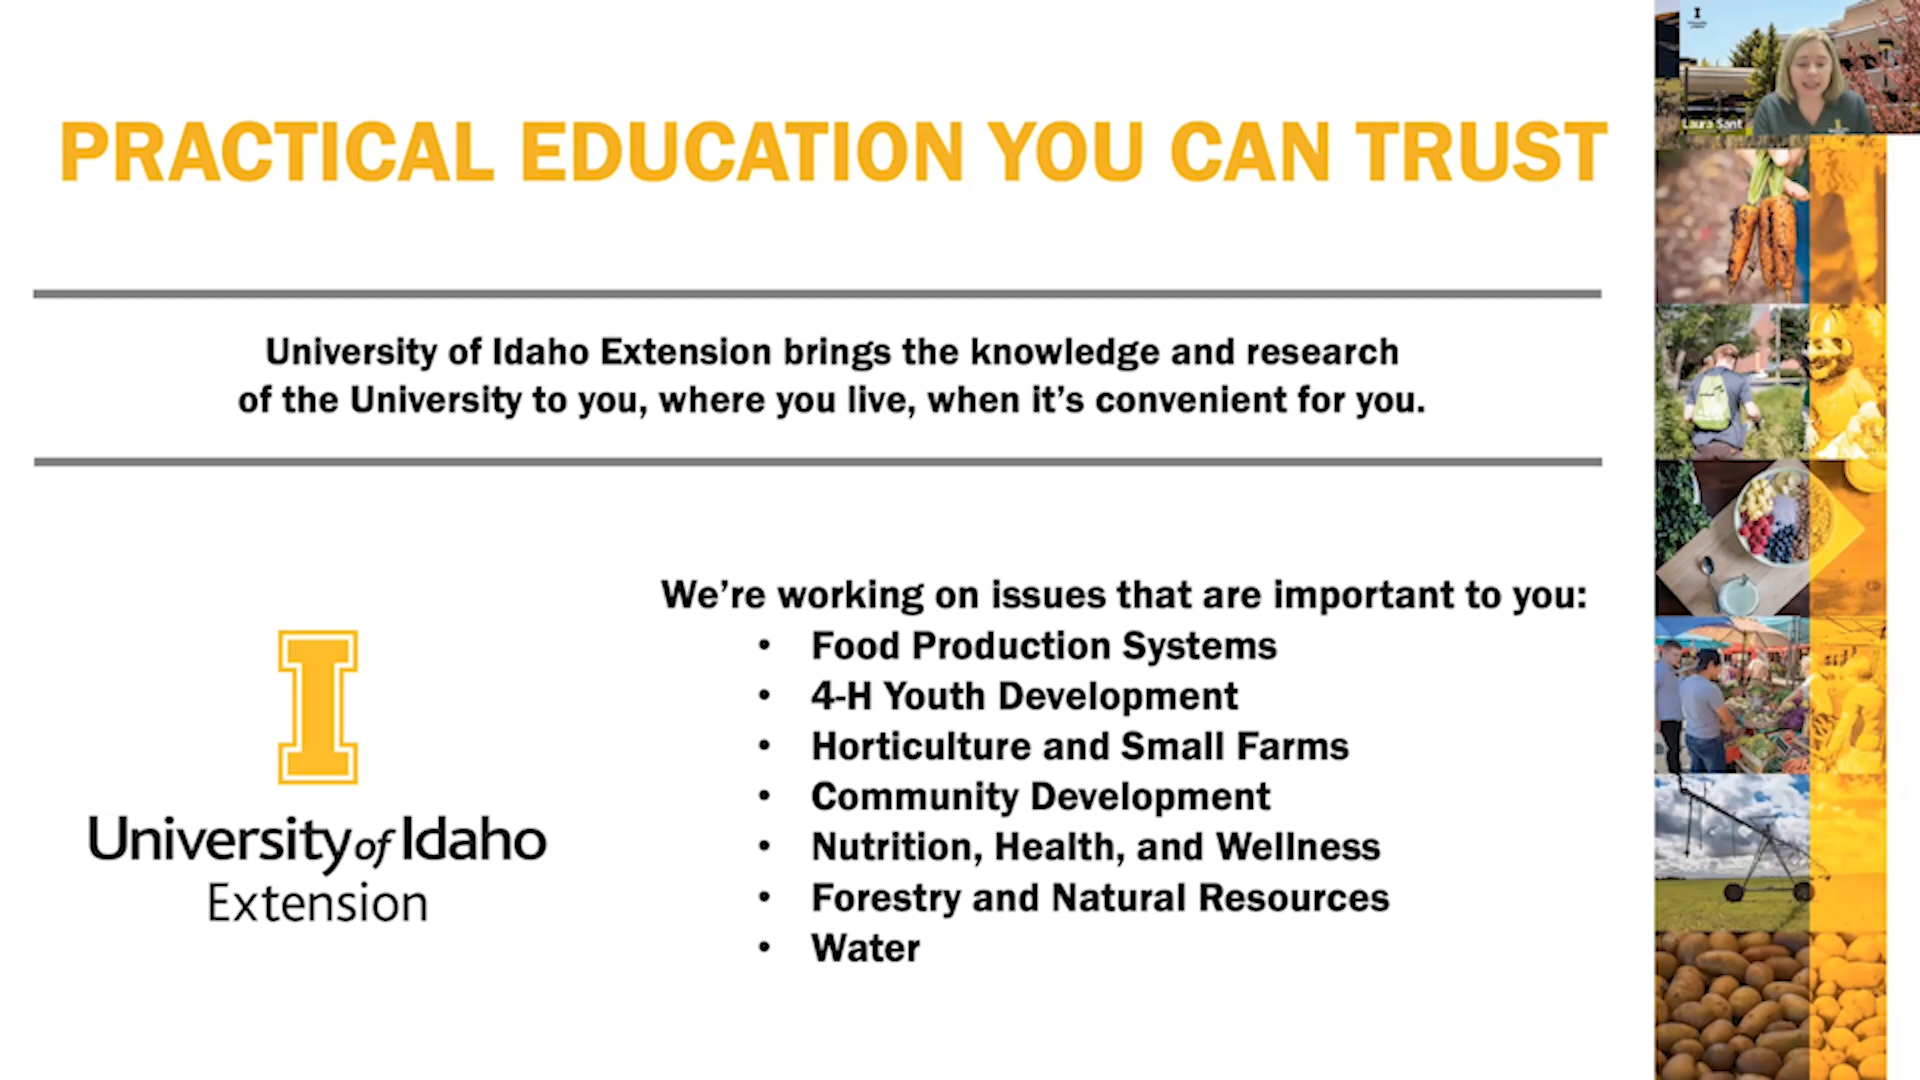 PRACTICAL EDUCATION YOU CAN TRUST
University of Idaho Extension brings the knowledge and research
of the University to you, where you live, when it’s convenient for you.
We’re working on issues that are important to you:
• Food Production Systems
• 4-H Youth Development
• Horticulture and Small Farms
• Community Development
• Nutrition, Health, and Wellness
• Forestry and Natural Resources
• Water
I
University of Idaho
Extension
I
Laura Sant